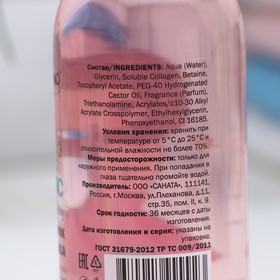 Состав/INGREDIENTS: Aqua (Water),
Glycerin, Soluble Collagen, Betaine,
Tocopheryl Acetate, PEG-40 Hydrogenated
Castor Oil, Fragrance (Parfum),
Triethanolamine, Acrylates/c10-30 Alkyl
Acrylate Crosspolymer, Ethylhexylglycerin,
Phenoxyethanol, CI 16185.
Условия хранения: хранить при
температуре от 5°С до 25°С и
относительной влажности не более 70%.
Меры предосторожности: только для
наружного применения. При попадании в
глаза тщательно промойте водой.
Производитель: ООО «САНАТА», 111141,
Россия, г.Москва, ул.Плеханова,
д.11, стр.35, пом. II, к. 9.
Срок годности: 36 месяцев с даты
изготовления.
Дата изготовления: указана на
упаковке.
ГОСТ 31679-2012 ТР ТС 009/2011